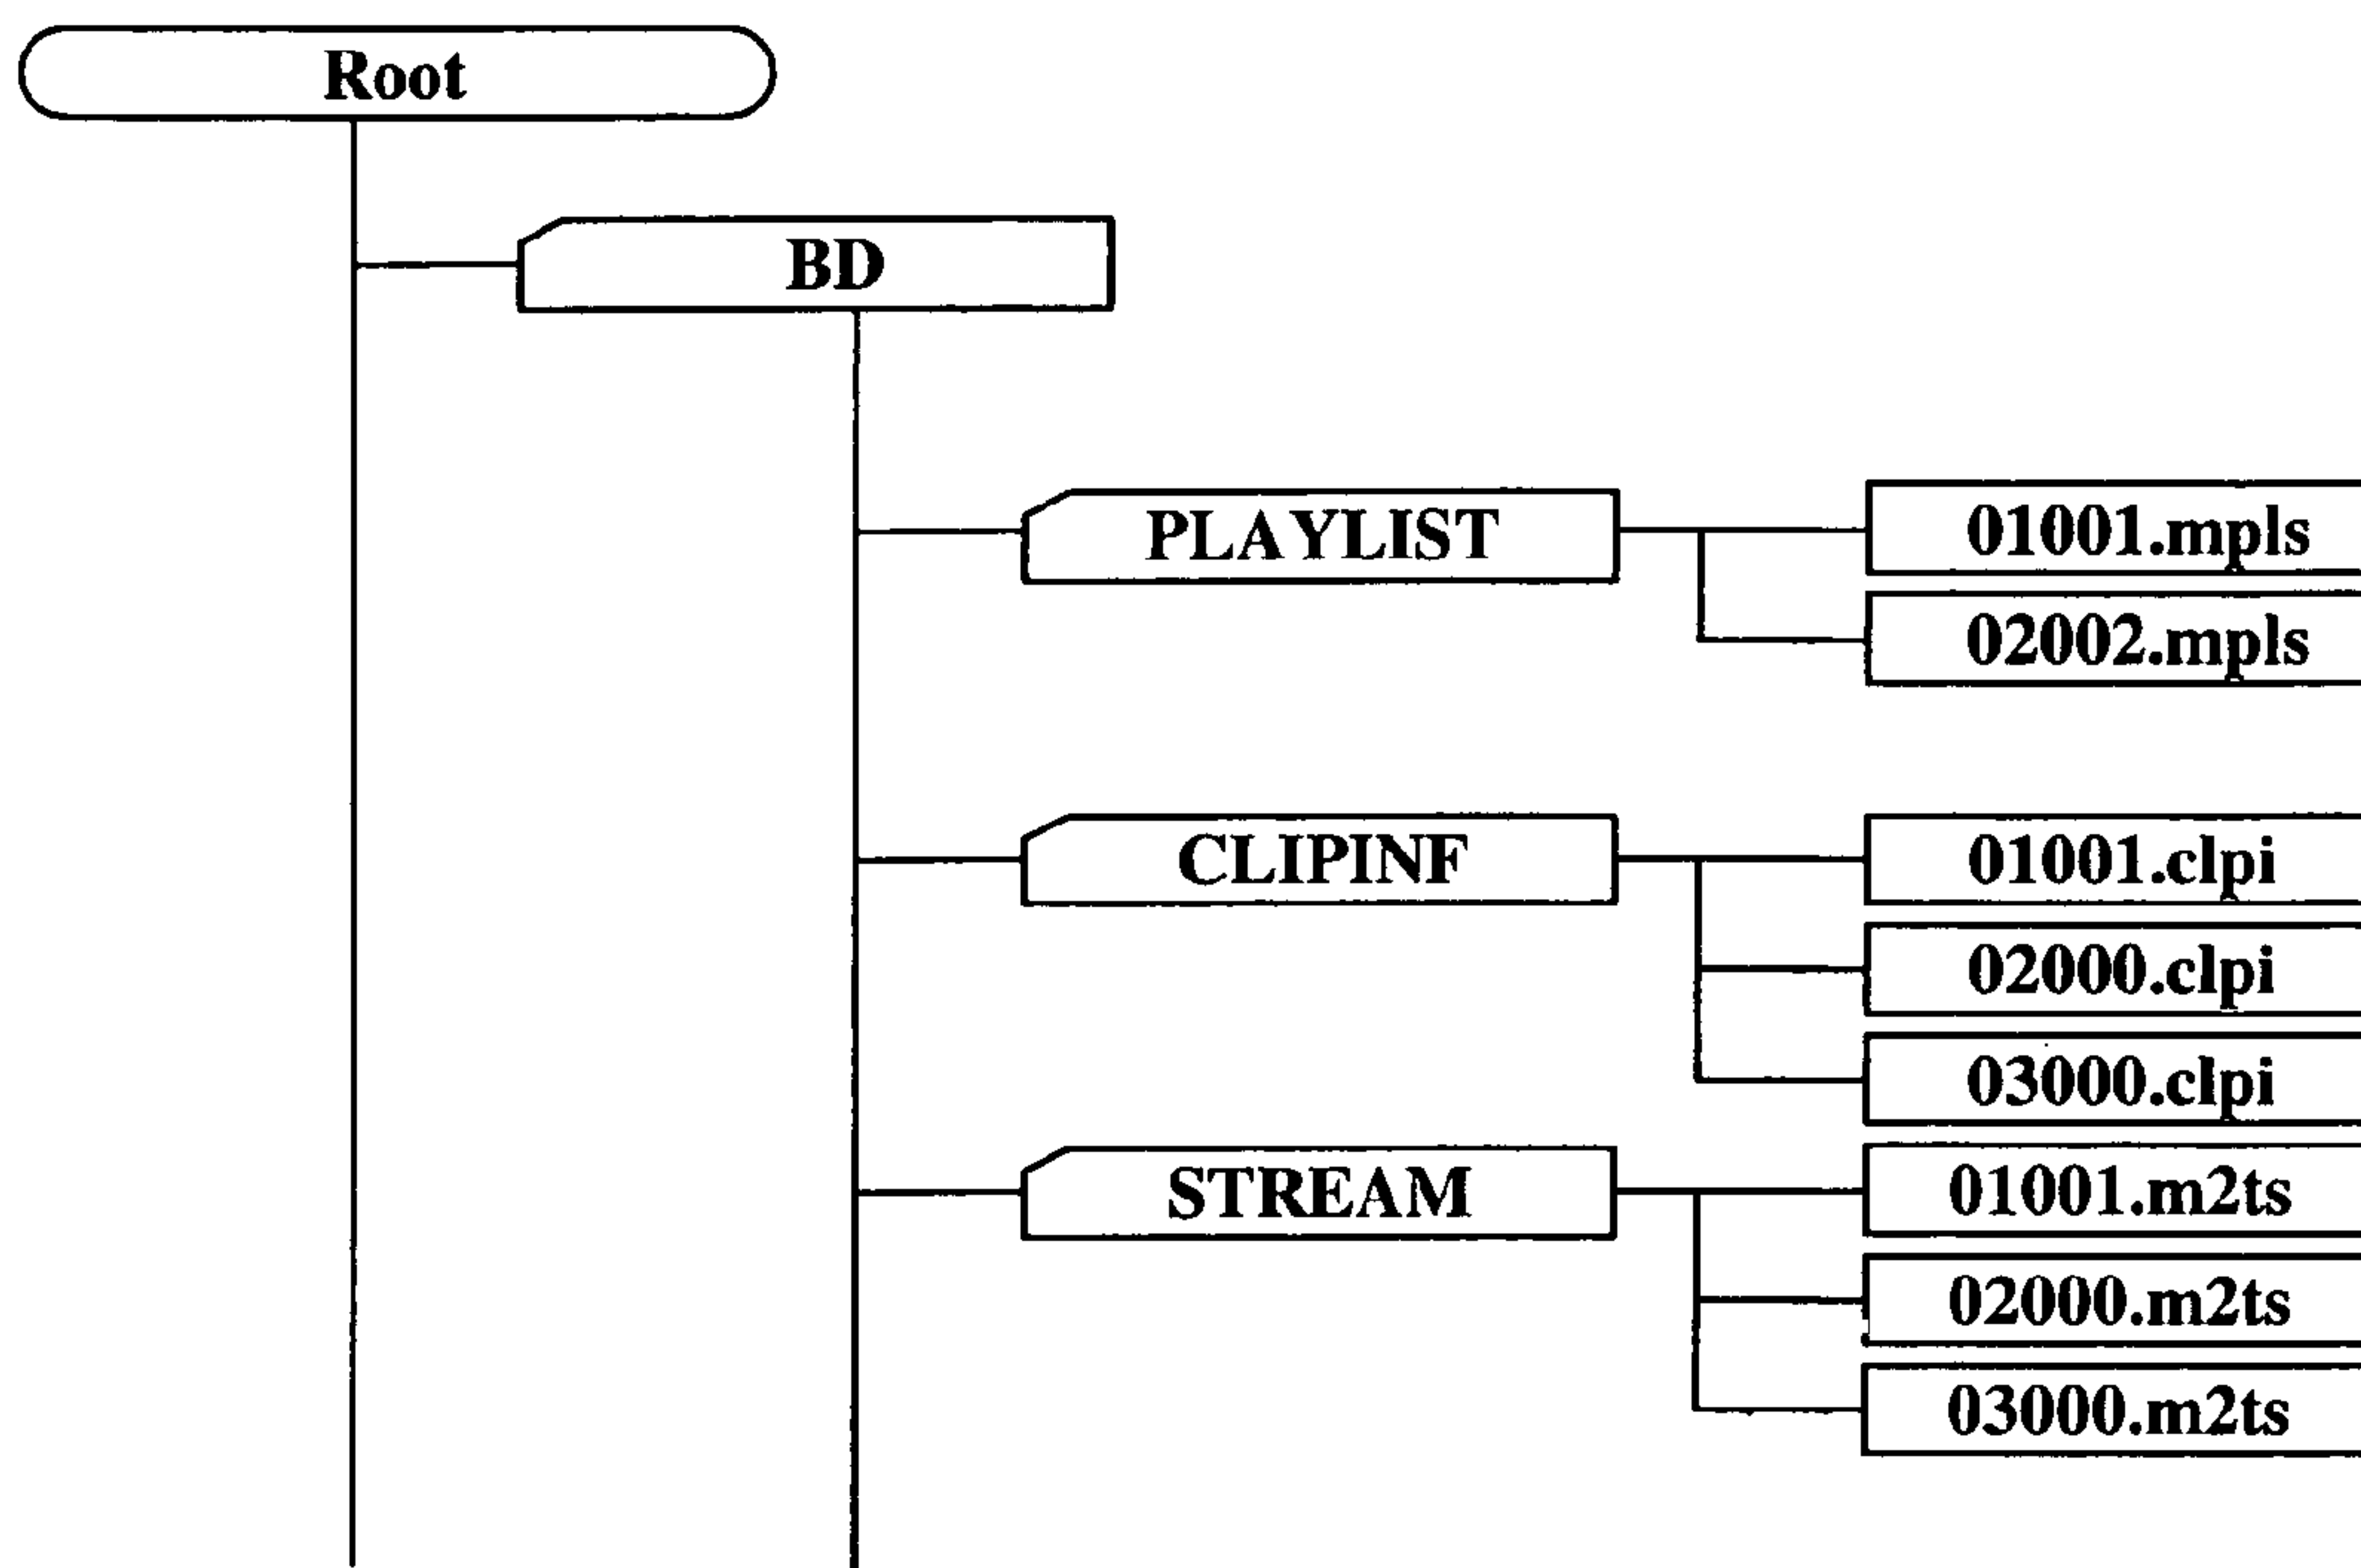 Root
BD
PLAYLIST
01001.mpls
02002.mpls
CLIPINF
01001.clpi
02000.clpi
03000.clpi
STREAM
01001.m2ts
02000.m2ts
03000.m2ts